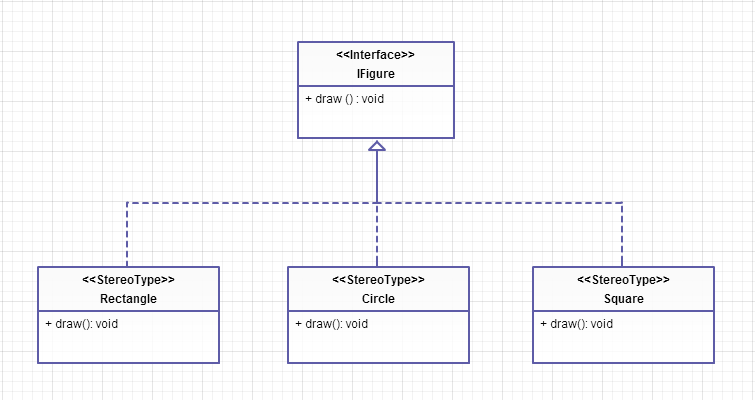 <<Interface>>
IFigure
+ draw () : void
<<StereoType>>
Rectangle
+ draw(): void
<<StereoType>>
Circle
+ draw(): void
<<StereoType>>
Square
+ draw(): void